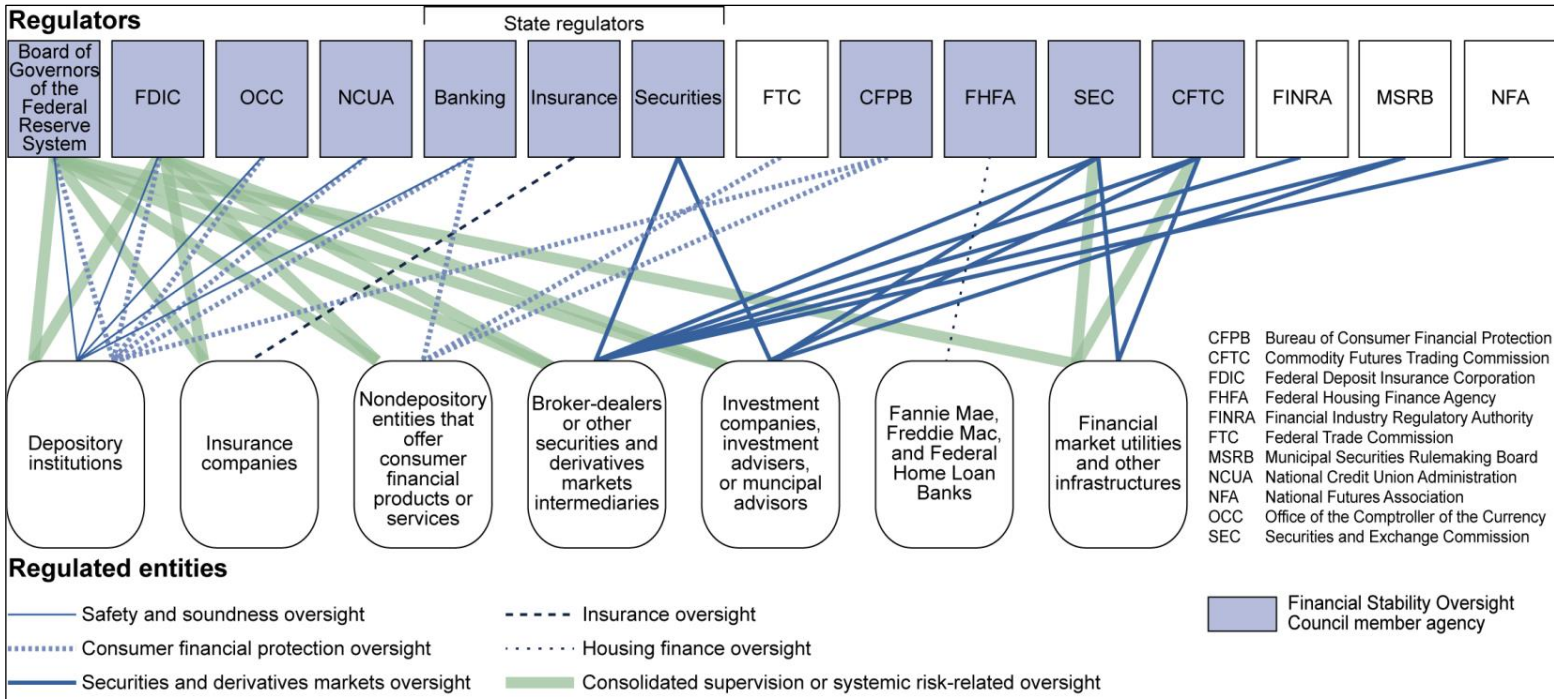 Regulators
State regulators
Board of
Governors
of the
Federal
Reserve
System
FDIC
OCC
NCUA
Banking
Insurance
Securities
FTC
CFPB
FHFA
SEC
CFTC
FINRA
MSRB
NFA
Depository
institutions
Insurance
companies
Nondepository
entities that
offer
consumer
financial
products or
services
Broker-dealers
or other
securities and
derivatives
markets
intermediaries
Investment
companies,
investment
advisers,
or muncipal
advisors
Fannie Mae,
Freddie Mac,
and Federal
Home Loan
Banks
Financial
market utilities
and other
infrastructures
CFPB Bureau of Consumer Financial Protection
CFTC Commodity Futures Trading Commission
FDIC Federal Deposit Insurance Corporation
FHFA Federal Housing Finance Agency
FINRA Financial Industry Regulatory Authority
FTC Federal Trade Commission
MSRB Municipal Securities Rulemaking Board
NCUA National Credit Union Administration
NFA National Futures Association
OCC Office of the Comptroller of the Currency
SEC Securities and Exchange Commission
Regulated entities
Safety and soundness oversight
Consumer financial protection oversight
Securities and derivatives markets oversight
Insurance oversight
Housing finance oversight
Consolidated supervision or systemic risk-related oversight
Financial Stability Oversight
Council member agency